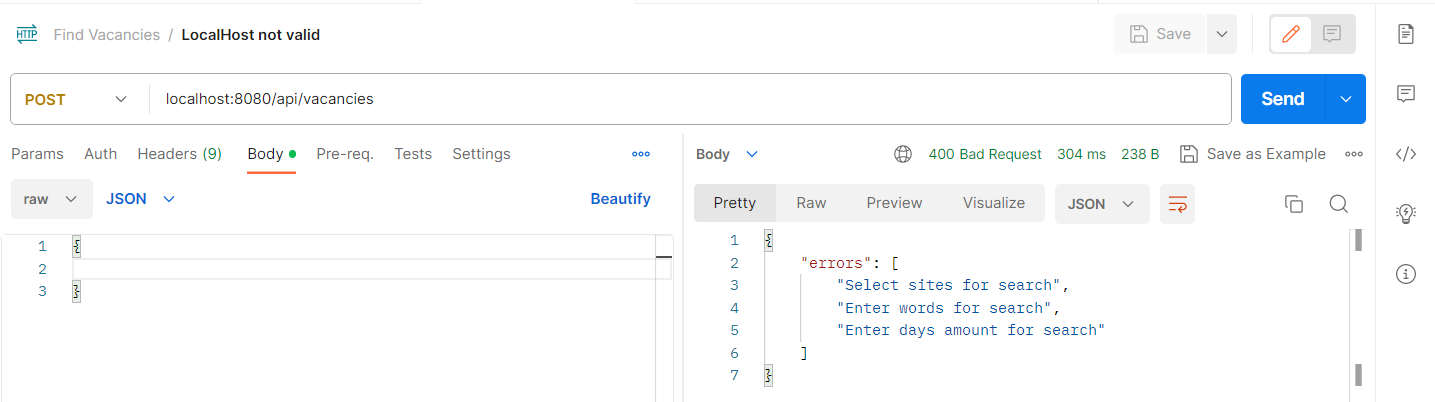 HTTP Find Vacancies / LocalHost not valid Save
POST localhost:8080/api/vacancies Send
Params Auth Headers (9) Body Pre-req. Tests Settings
raw JSON Beautify
1 {
2
3 }
Body 400 Bad Request 304 ms 238 B Save as Example
Pretty Raw Preview Visualize JSON
1 {
2 "errors": [
3 "Select sites for search",
4 "Enter words for search",
5 "Enter days amount for search"
6 ]
7 }